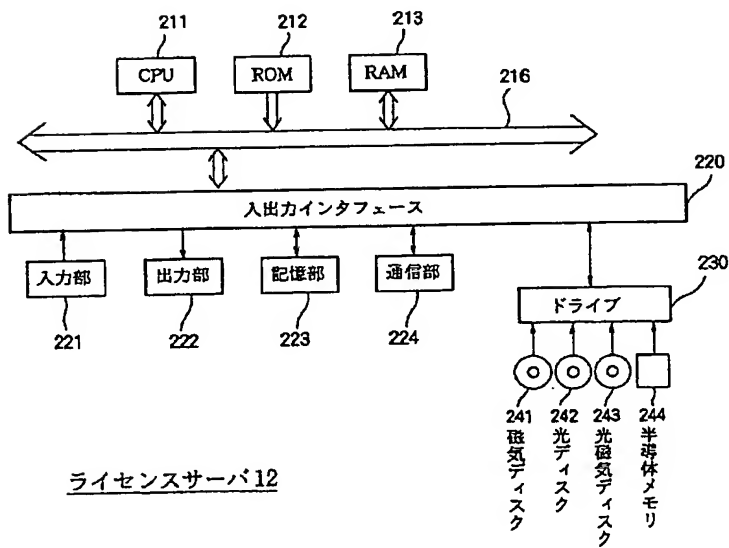 211
212
213
CPU
ROM
RAM
216
220
入出力インタフェース
入力部
出力部
記憶部
通信部
230
221
222
223
224
ドライブ
241
242
243
244
磁気ディスク
光ディスク
光磁気ディスク
半導体メモリ
ライセンスサーバ12